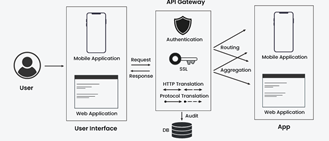 API Gateway
Mobile Application
Authentication
Mobile Application
Routing
Request
SSL
Response
Aggregation
User
HTTP Translation
Protocol Translation
Web Application
Web Application
Audit
User Interface
App
DB